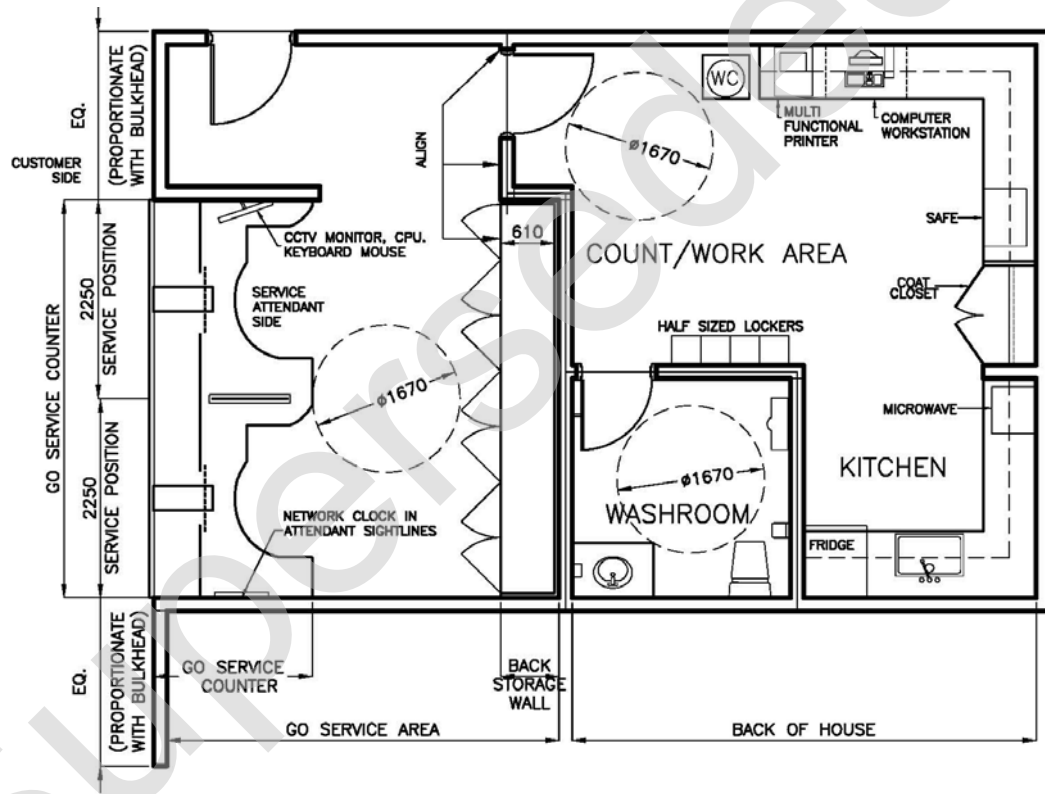 EQ.
(PROPORTIONATE
WITH BULKHEAD)
CUSTOMER
SIDE
ALIGN
WC
MULTI
FUNCTIONAL
PRINTER
COMPUTER
WORKSTATION
ø1670
610
CCTV MONITOR, CPU.
KEYBOARD MOUSE
COUNT/WORK AREA
SAFE
COAT
CLOSET
GO SERVICE COUNTER
2250
SERVICE POSITION
SERVICE
ATTENDANT
SIDE
HALF SIZED LOCKERS
ø1670
MICROWAVE
2250
SERVICE POSITION
KITCHEN
ø1670
WASHROOM
NETWORK CLOCK IN
ATTENDANT SIGHTLINES
FRIDGE
EQ.
(PROPORTIONATE
WITH BULKHEAD)
GO SERVICE
COUNTER
BACK
STORAGE
WALL
GO SERVICE AREA
BACK OF HOUSE
superseded